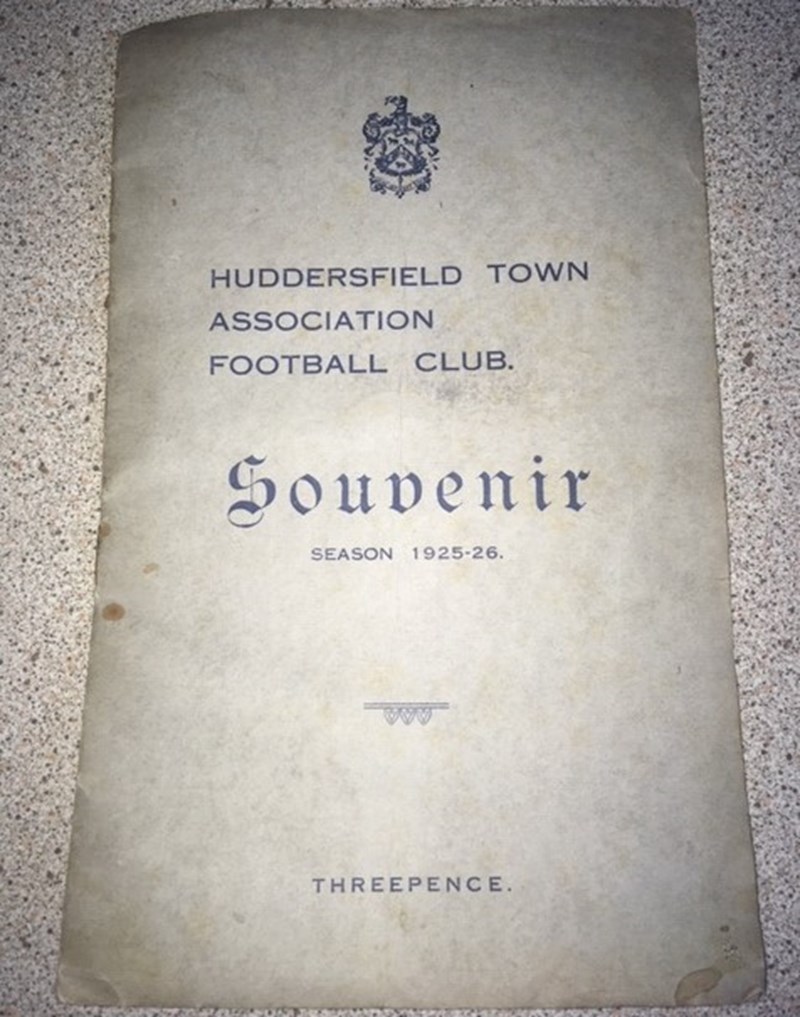 HUDDERSFIELD TOWN
ASSOCIATION
FOOTBALL CLUB.
Souvenir
SEASON 1925-26.
THREEPENCE.